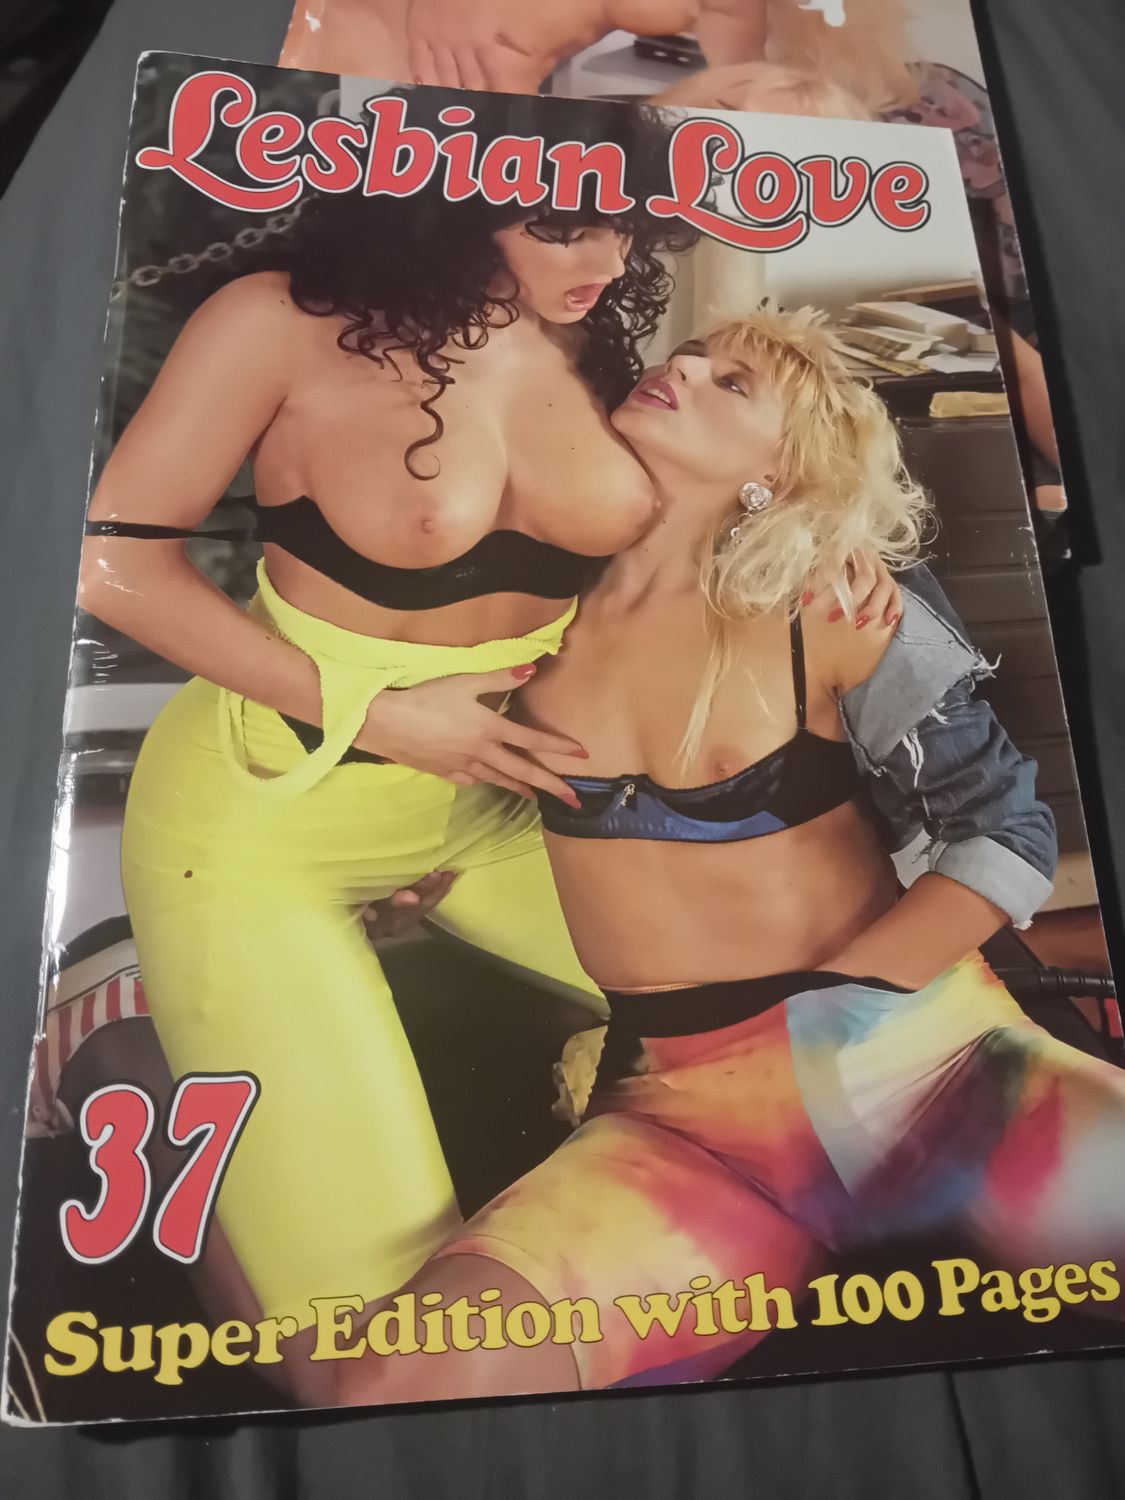 Lesbian Love
37
Super Edition with 100 Pages